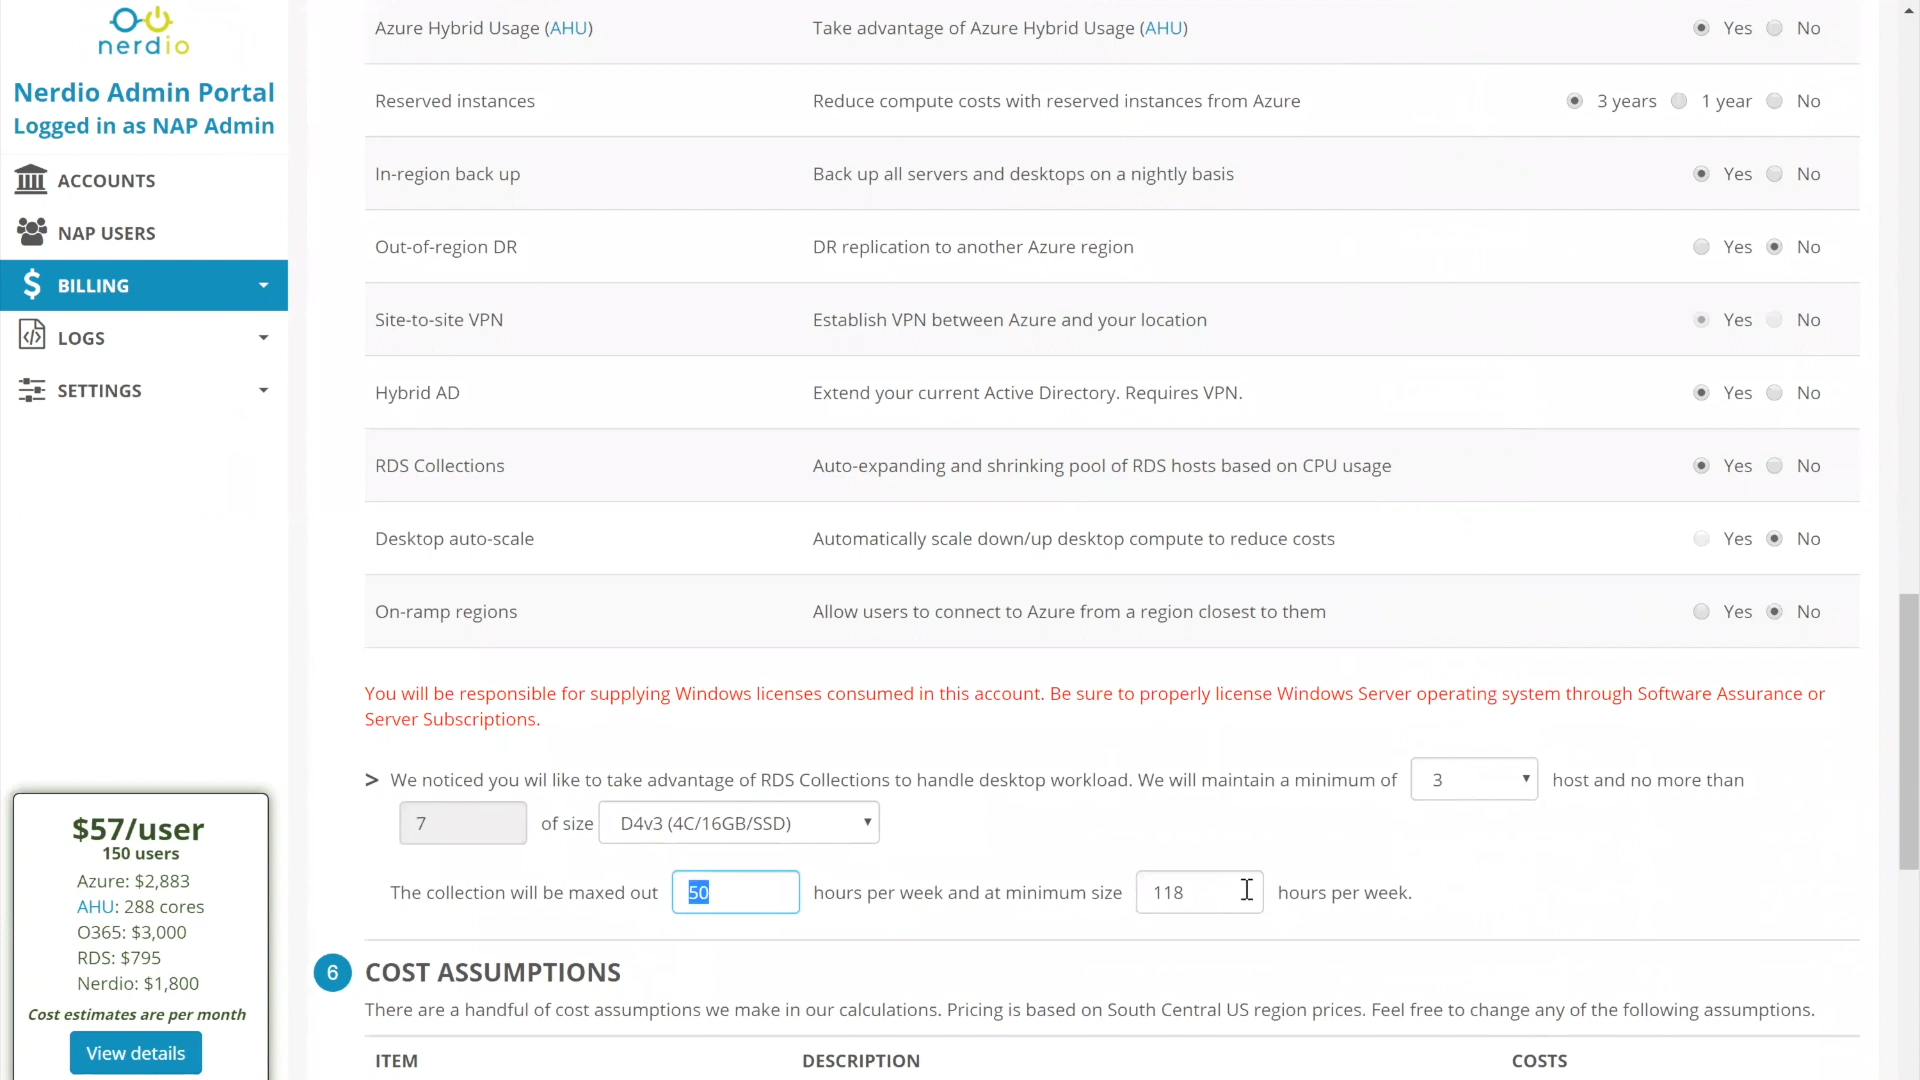 nerdio
Nerdio Admin Portal
Logged in as NAP Admin
ACCOUNTS
NAP USERS
BILLING
LOGS
SETTINGS
$57/user
150 users
Azure: $2,883
AHU: 288 cores
O365: $3,000
RDS: $795
Nerdio: $1,800
Cost estimates are per month
View details
Azure Hybrid Usage (AHU) Take advantage of Azure Hybrid Usage (AHU) Yes No
Reserved instances Reduce compute costs with reserved instances from Azure 3 years 1 year No
In-region back up Back up all servers and desktops on a nightly basis Yes No
Out-of-region DR DR replication to another Azure region Yes No
Site-to-site VPN Establish VPN between Azure and your location Yes No
Hybrid AD Extend your current Active Directory. Requires VPN. Yes No
RDS Collections Auto-expanding and shrinking pool of RDS hosts based on CPU usage Yes No
Desktop auto-scale Automatically scale down/up desktop compute to reduce costs Yes No
On-ramp regions Allow users to connect to Azure from a region closest to them Yes No
You will be responsible for supplying Windows licenses consumed in this account. Be sure to properly license Windows Server operating system through Software Assurance or
Server Subscriptions.
> We noticed you wil like to take advantage of RDS Collections to handle desktop workload. We will maintain a minimum of 3 host and no more than
7 of size D4v3 (4C/16GB/SSD)
The collection will be maxed out 50 hours per week and at minimum size 118 hours per week.
6 COST ASSUMPTIONS
There are a handful of cost assumptions we make in our calculations. Pricing is based on South Central US region prices. Feel free to change any of the following assumptions.
ITEM DESCRIPTION COSTS